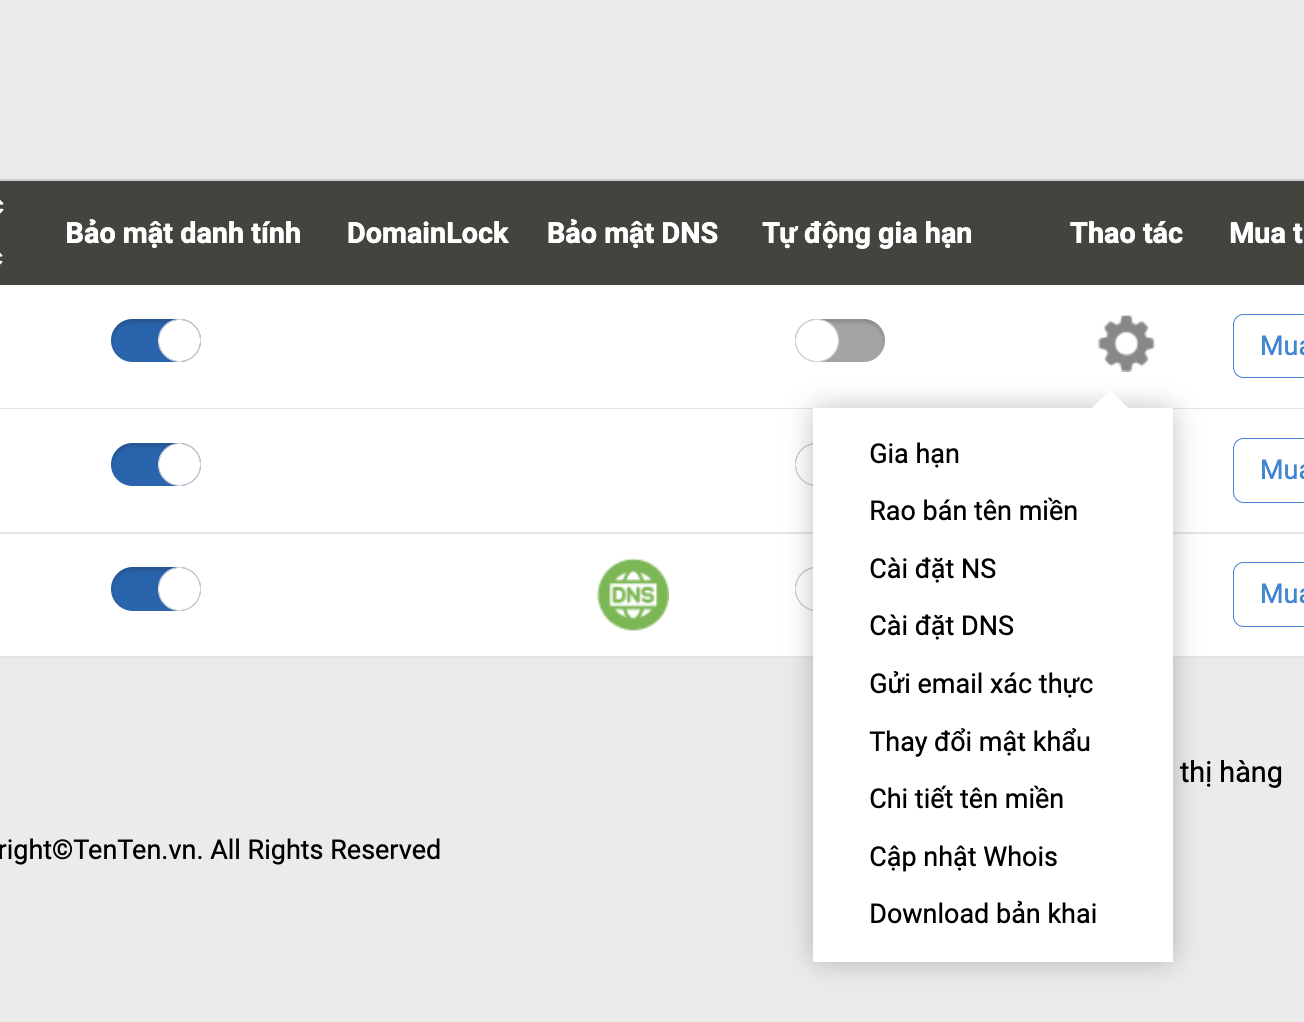 Bảo mật danh tính DomainLock Bảo mật DNS Tự động gia hạn Thao tác Mua t
Mua
Gia hạn
Mua
Rao bán tên miền
Cài đặt NS
DNS
Mua
Cài đặt DNS
Gửi email xác thực
Thay đổi mật khẩu
thị hàng
Chi tiết tên miền
right©TenTen.vn. All Rights Reserved
Cập nhật Whois
Download bản khai